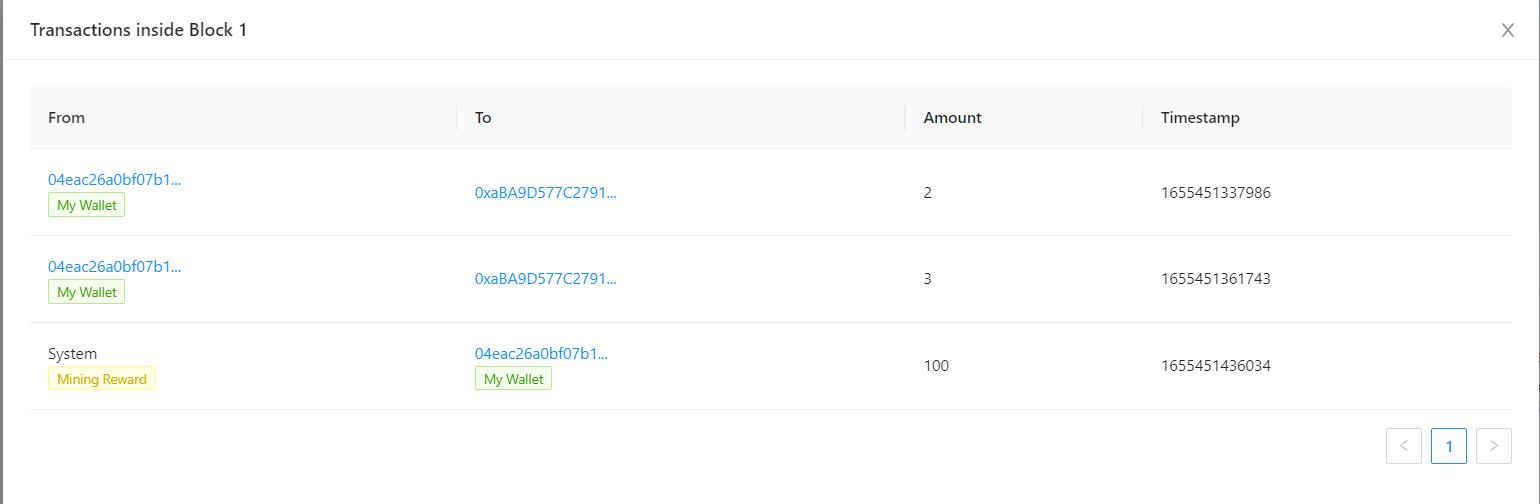 Transactions inside Block 1
From To Amount Timestamp
04eac26a0bf07b1...
My Wallet
0xaBA9D577C2791...
2
1655451337986
04eac26a0bf07b1...
My Wallet
0xaBA9D577C2791...
3
1655451361743
System
Mining Reward
04eac26a0bf07b1...
My Wallet
100
1655451436034
< 1 >